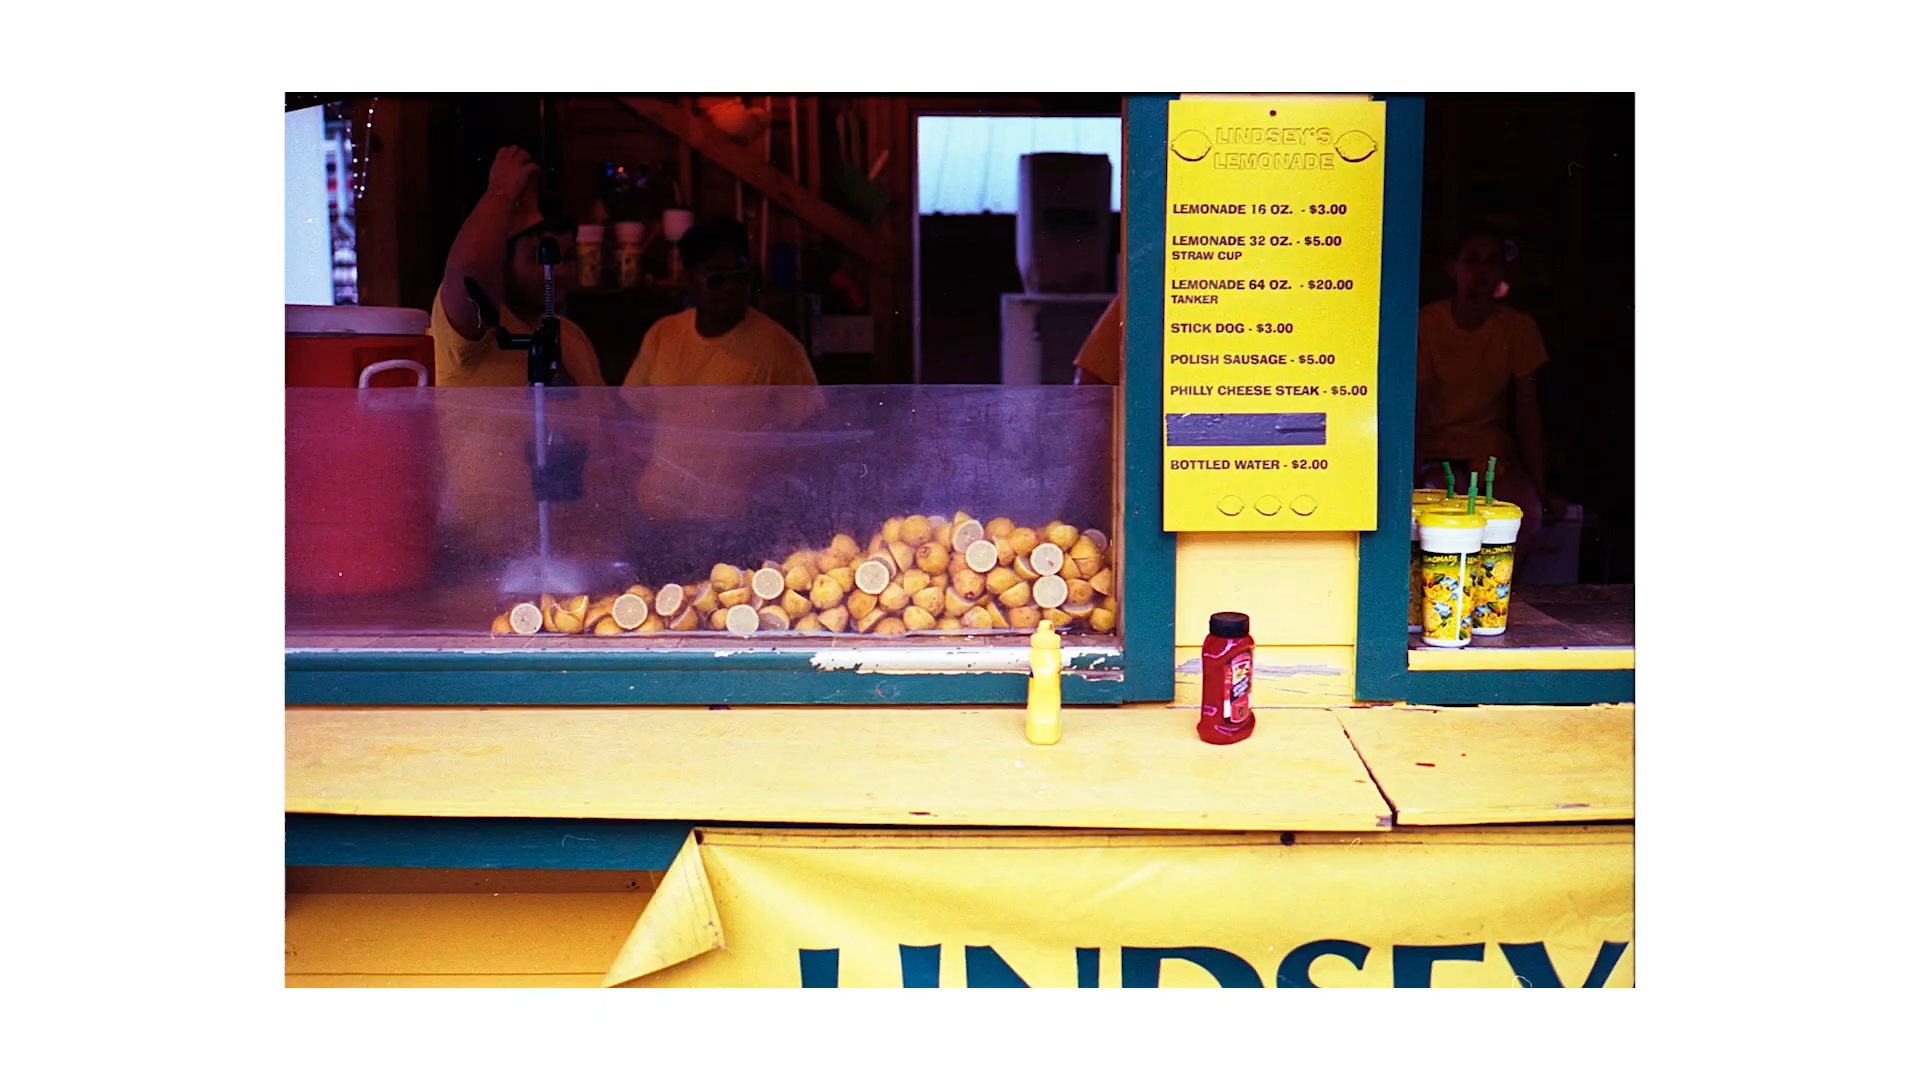 LINDSEY'S
LEMONADE
LEMONADE 16 OZ. - $3.00
LEMONADE 32 OZ. - $5.00
STRAW CUP
LEMONADE 64 OZ. - $20.00
TANKER
STICK DOG - $3.00
POLISH SAUSAGE - $5.00
PHILLY CHEESE STEAK - $5.00
BOTTLED WATER - $2.00
LEMONADE
LEMONADE
LINDSEY